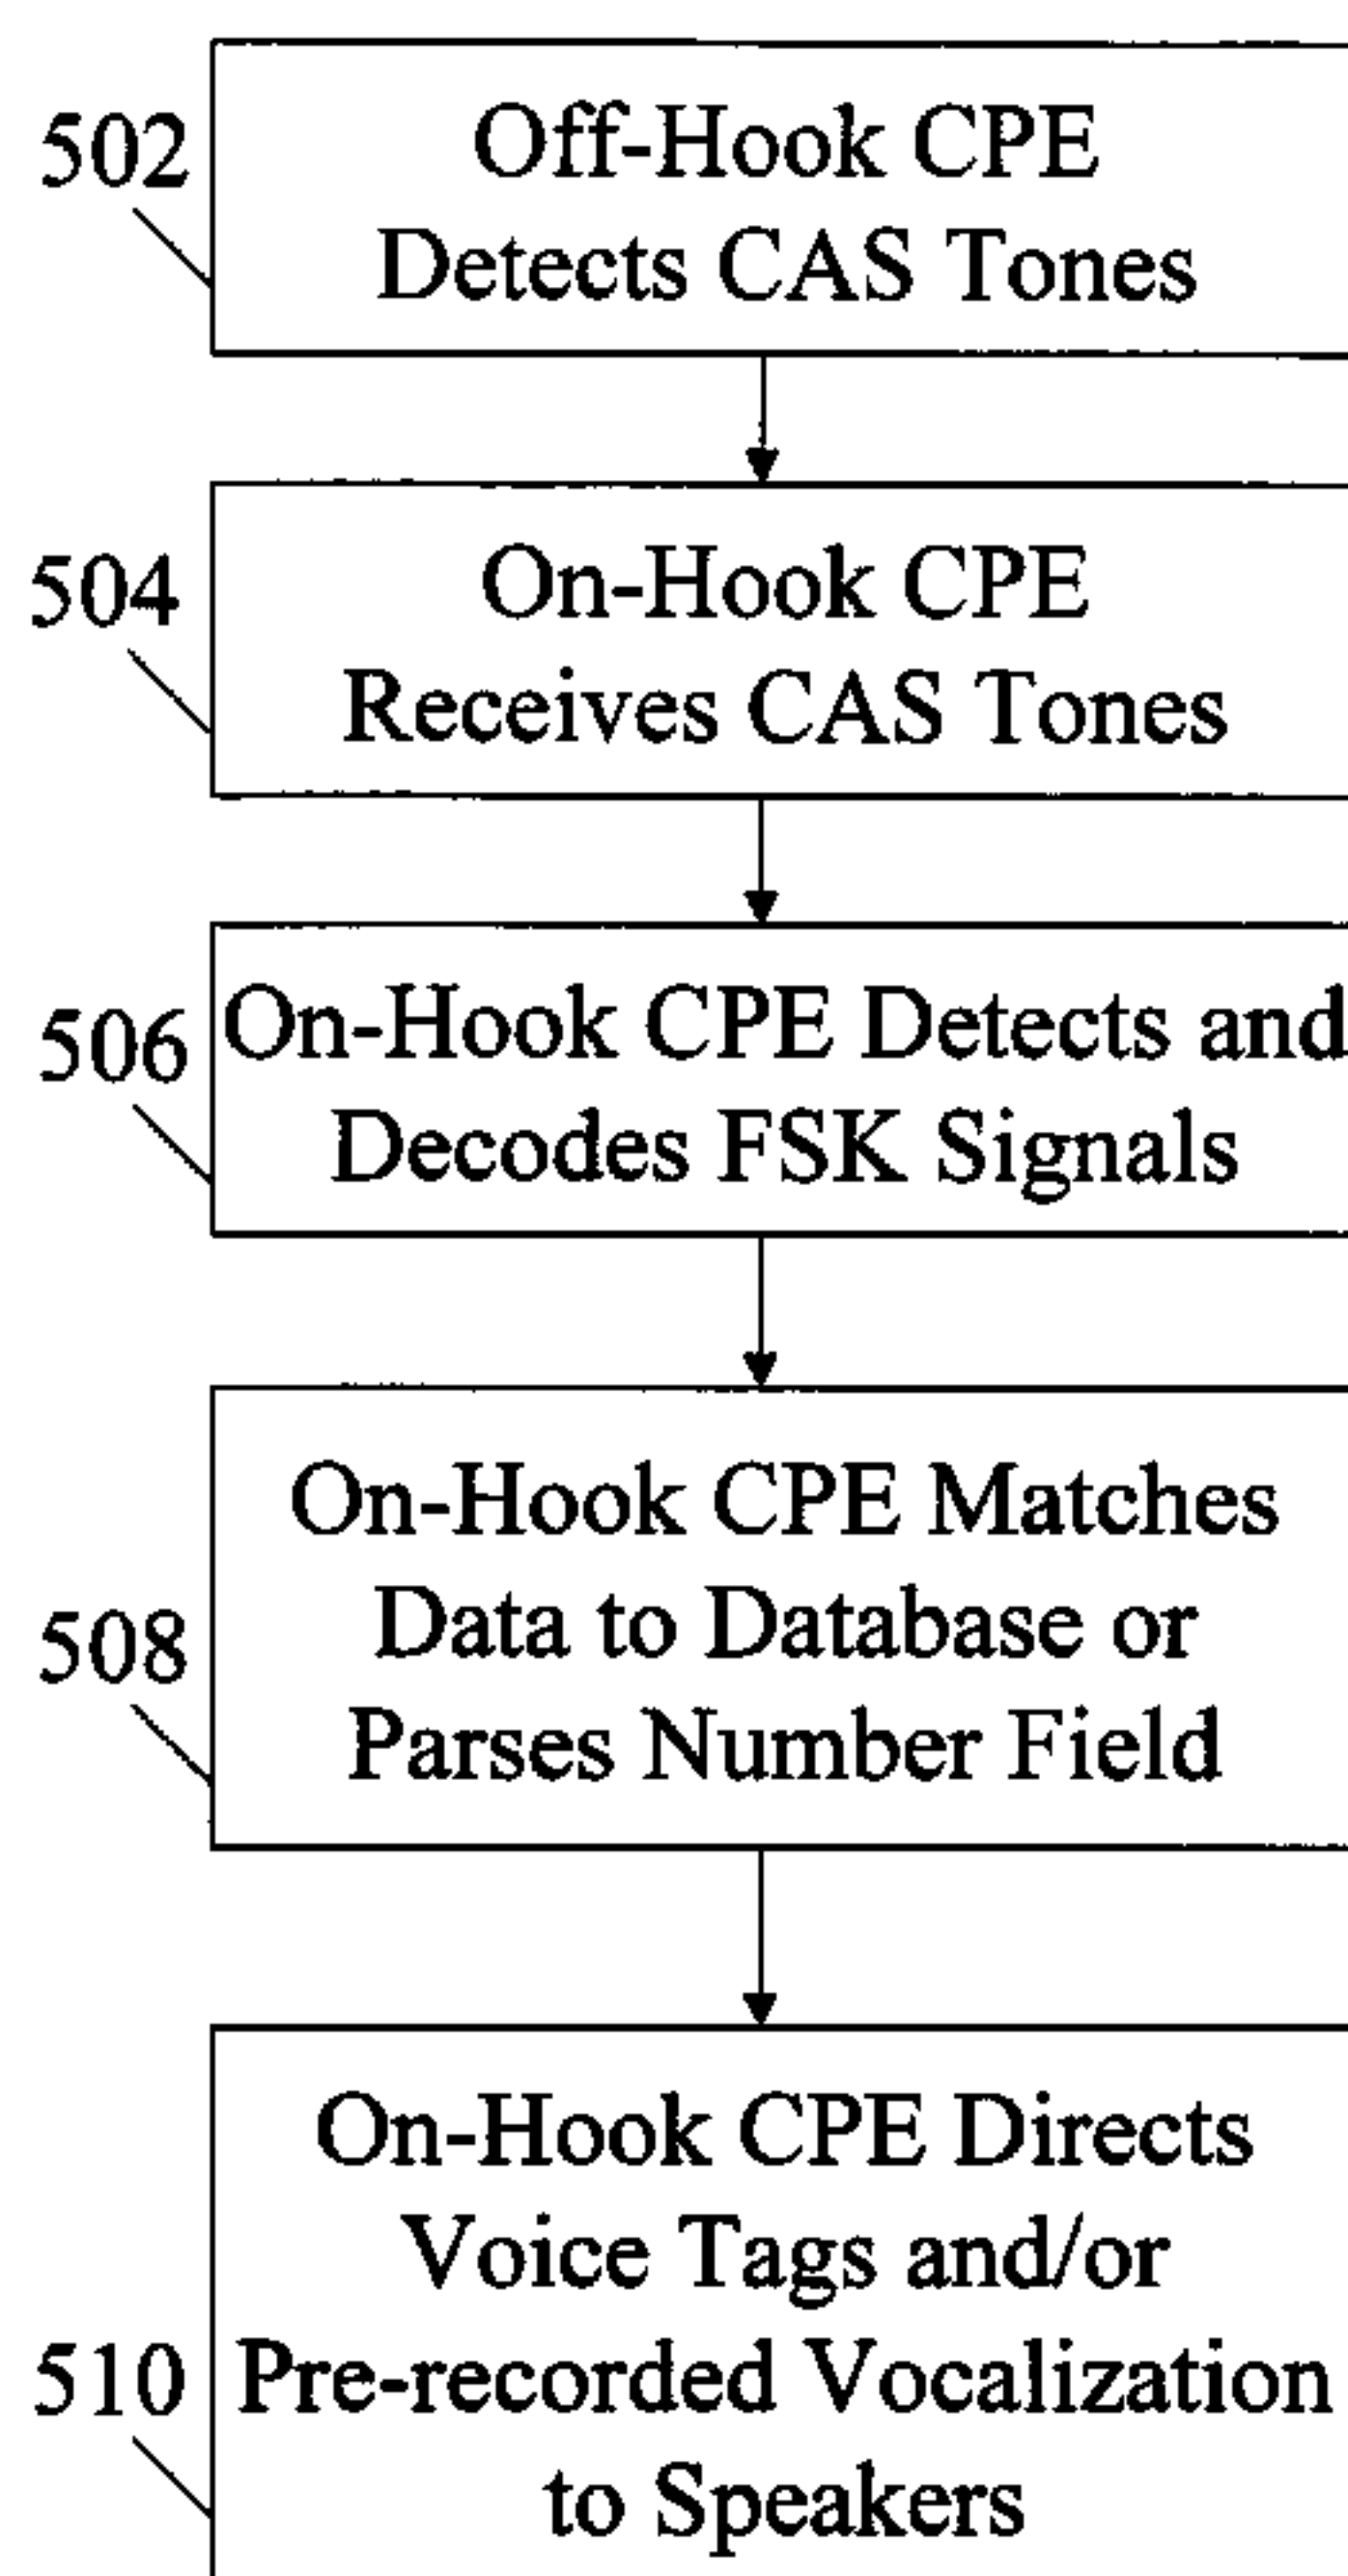 502
Off-Hook CPE
Detects CAS Tones
504
On-Hook CPE
Receives CAS Tones
506
On-Hook CPE Detects and
Decodes FSK Signals
508
On-Hook CPE Matches
Data to Database or
Parses Number Field
510
On-Hook CPE Directs
Voice Tags and/or
Pre-recorded Vocalization
to Speakers